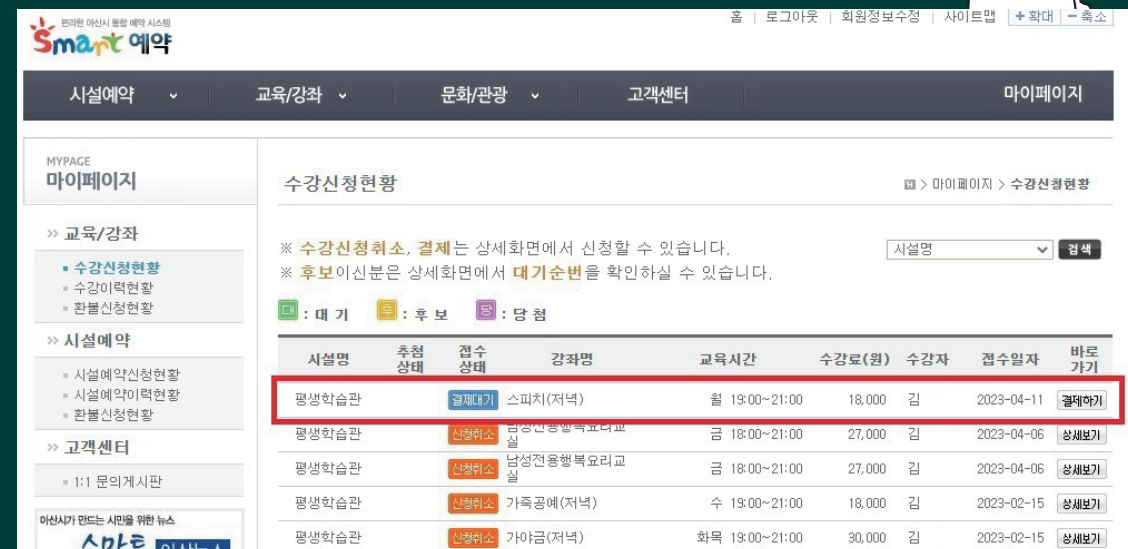 편리한 아산시 통합 예약 시스템
Smart 예약
홈 | 로그아웃 | 회원정보수정 | 사이트맵 + 확대 - 축소
시설예약 교육/강좌 문화/관광 고객센터 마이페이지
MYPAGE
마이페이지
» 교육/강좌
수강신청현황
수강이력현황
환불신청현황
» 시설예약
시설예약신청현황
시설예약이력현황
환불신청현황
» 고객센터
1:1 문의게시판
아산시가 만드는 시민을 위한 뉴스
스마트 아산뉴스
수강신청현황
H > 마이페이지 > 수강신청현황
※ 수강신청취소, 결제는 상세화면에서 신청할 수 있습니다.
※ 후보이신분은 상세화면에서 대기순번을 확인하실 수 있습니다.
시설명 검색
대 : 대 기 후 : 후 보 당 : 당 첨
시설명 추첨상태 접수상태 강좌명 교육시간 수강료(원) 수강자 접수일자 바로가기
평생학습관 결제대기 스피치(저녁) 월 19:00~21:00 18,000 김 2023-04-11 결제하기
평생학습관 신청취소 남성전용행복요리교실 금 18:00~21:00 27,000 김 2023-04-06 상세보기
평생학습관 신청취소 남성전용행복요리교실 금 18:00~21:00 27,000 김 2023-04-06 상세보기
평생학습관 신청취소 가죽공예(저녁) 수 19:00~21:00 18,000 김 2023-02-15 상세보기
평생학습관 신청취소 가야금(저녁) 화목 19:00~21:00 30,000 김 2023-02-15 상세보기